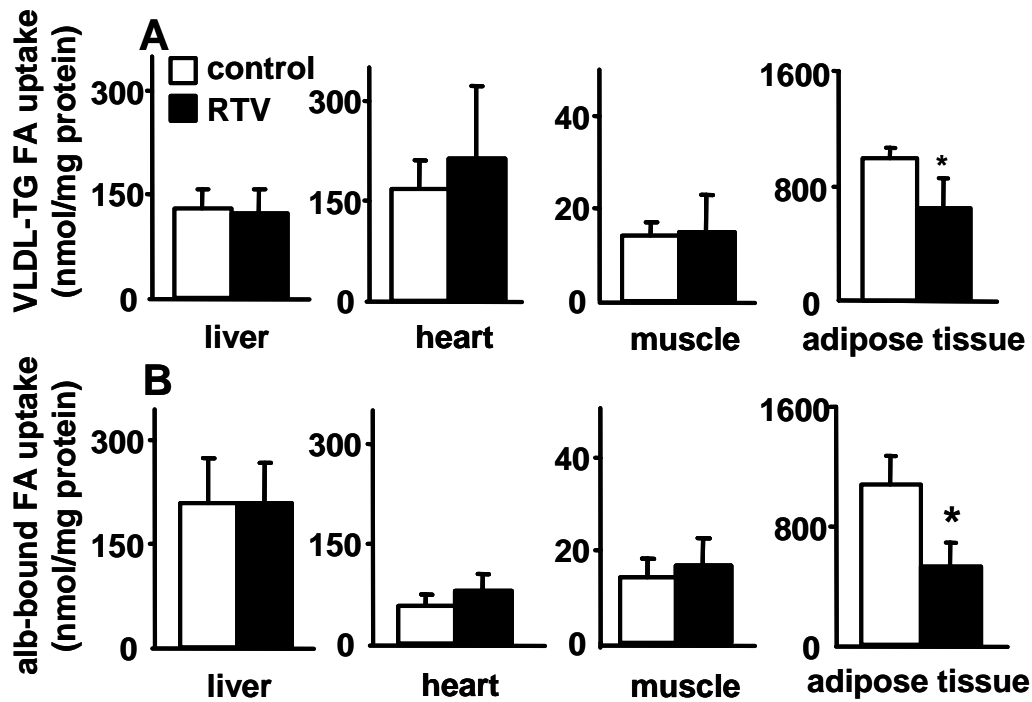 A
VLDL-TG FA uptake
(nmol/mg protein)
control
RTV
300
150
0
liver
300
150
0
heart
40
20
0
muscle
1600
800
0
*
adipose tissue
B
alb-bound FA uptake
(nmol/mg protein)
300
150
0
liver
300
150
0
heart
40
20
0
muscle
1600
800
0
*
adipose tissue